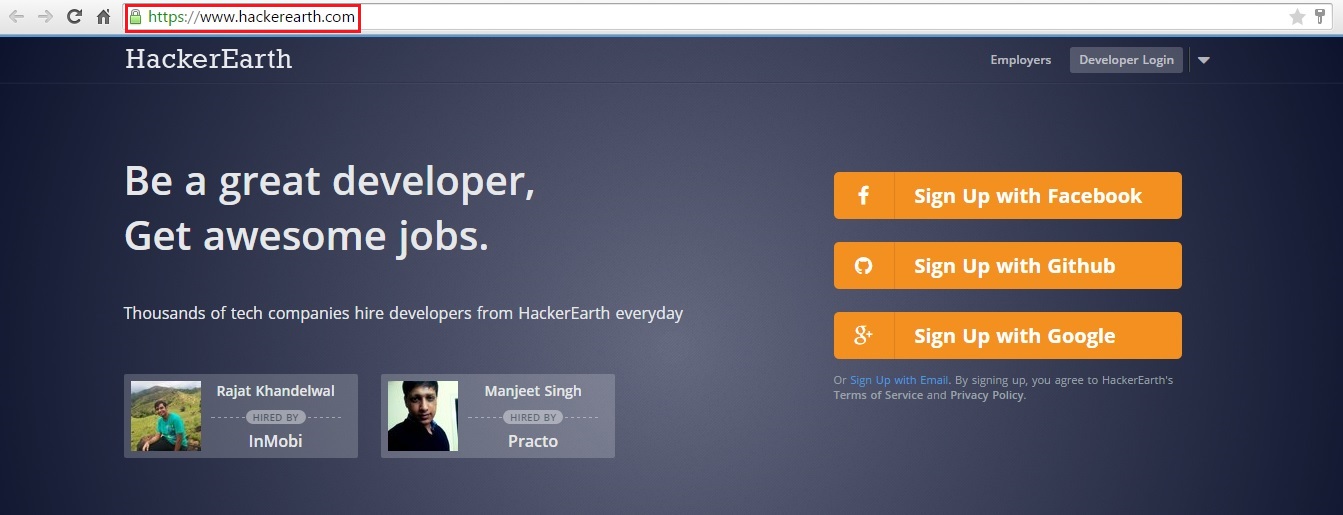 https://www.hackerearth.com
HackerEarth
Employers
Developer Login
Be a great developer,
Get awesome jobs.
Thousands of tech companies hire developers from HackerEarth everyday
Rajat Khandelwal
HIRED BY
InMobi
Manjeet Singh
HIRED BY
Practo
Sign Up with Facebook
Sign Up with Github
Sign Up with Google
Or Sign Up with Email. By signing up, you agree to HackerEarth's
Terms of Service and Privacy Policy.